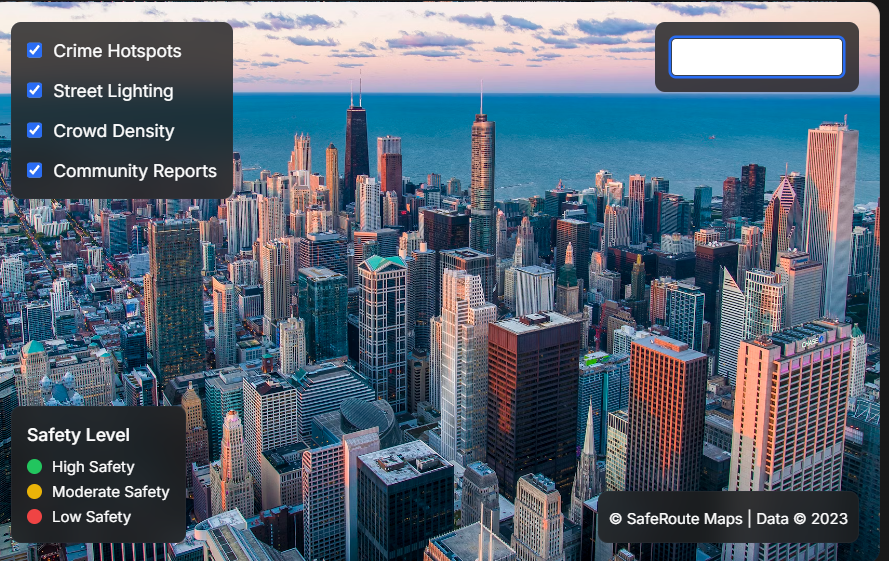 Crime Hotspots
Street Lighting
Crowd Density
Community Reports
CHASE
Safety Level
High Safety
Moderate Safety
Low Safety
© SafeRoute Maps | Data © 2023